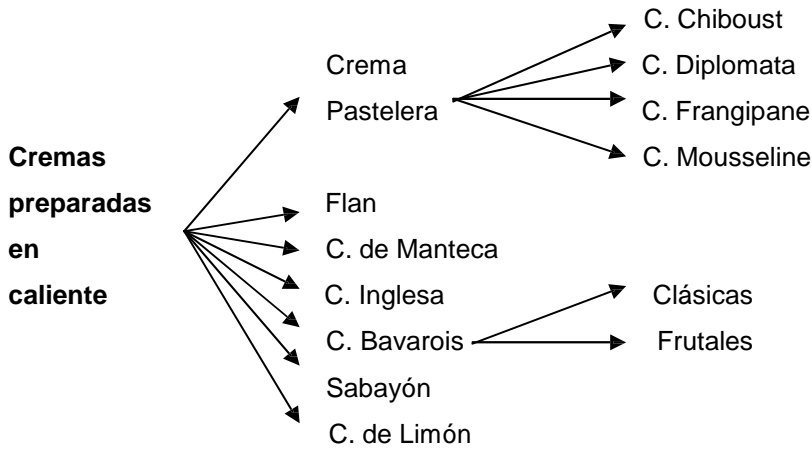 Cremas
preparadas
en
caliente
Crema
Pastelera
C. Chiboust
C. Diplomata
C. Frangipane
C. Mousseline
Flan
C. de Manteca
C. Inglesa
C. Bavarois
Clásicas
Frutales
Sabayón
C. de Limón